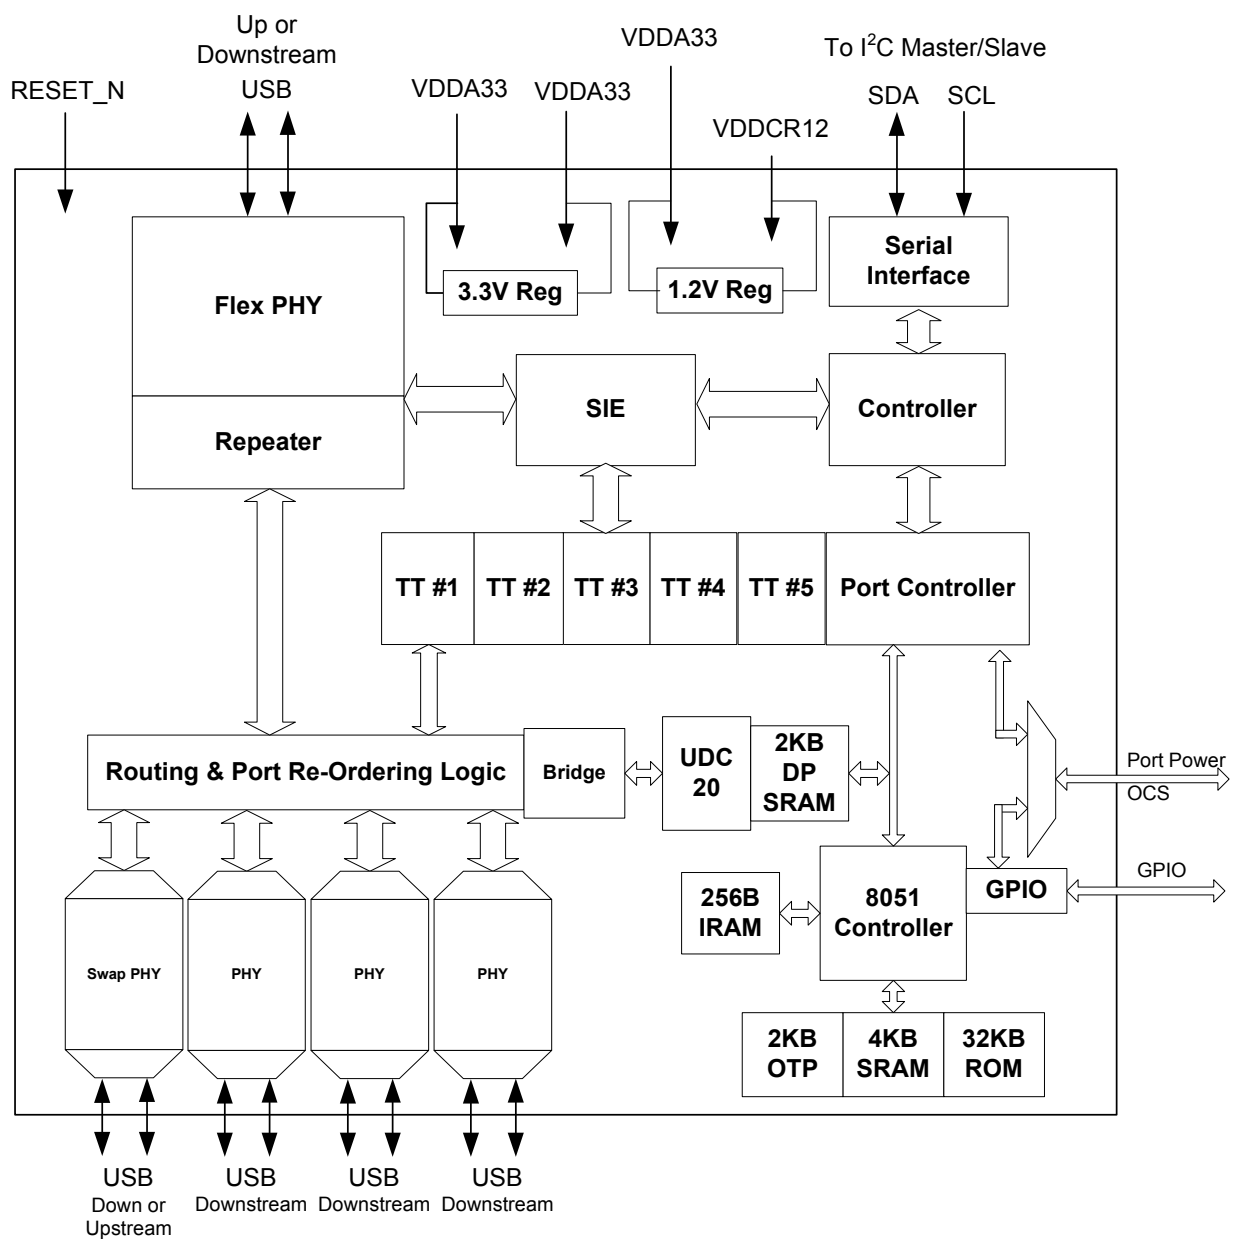 Up or
Downstream
USB
RESET_N
VDDA33
VDDA33
VDDA33
VDDCR12
To I²C Master/Slave
SDA
SCL
Flex PHY
3.3V Reg
1.2V Reg
Serial
Interface
Repeater
SIE
Controller
TT #1
TT #2
TT #3
TT #4
TT #5
Port Controller
Routing & Port Re-Ordering Logic
Bridge
UDC
20
2KB
DP
SRAM
Port Power
OCS
GPIO
Swap PHY
PHY
PHY
PHY
256B
IRAM
8051
Controller
GPIO
2KB
OTP
4KB
SRAM
32KB
ROM
USB
Down or
Upstream
USB
Downstream
USB
Downstream
USB
Downstream